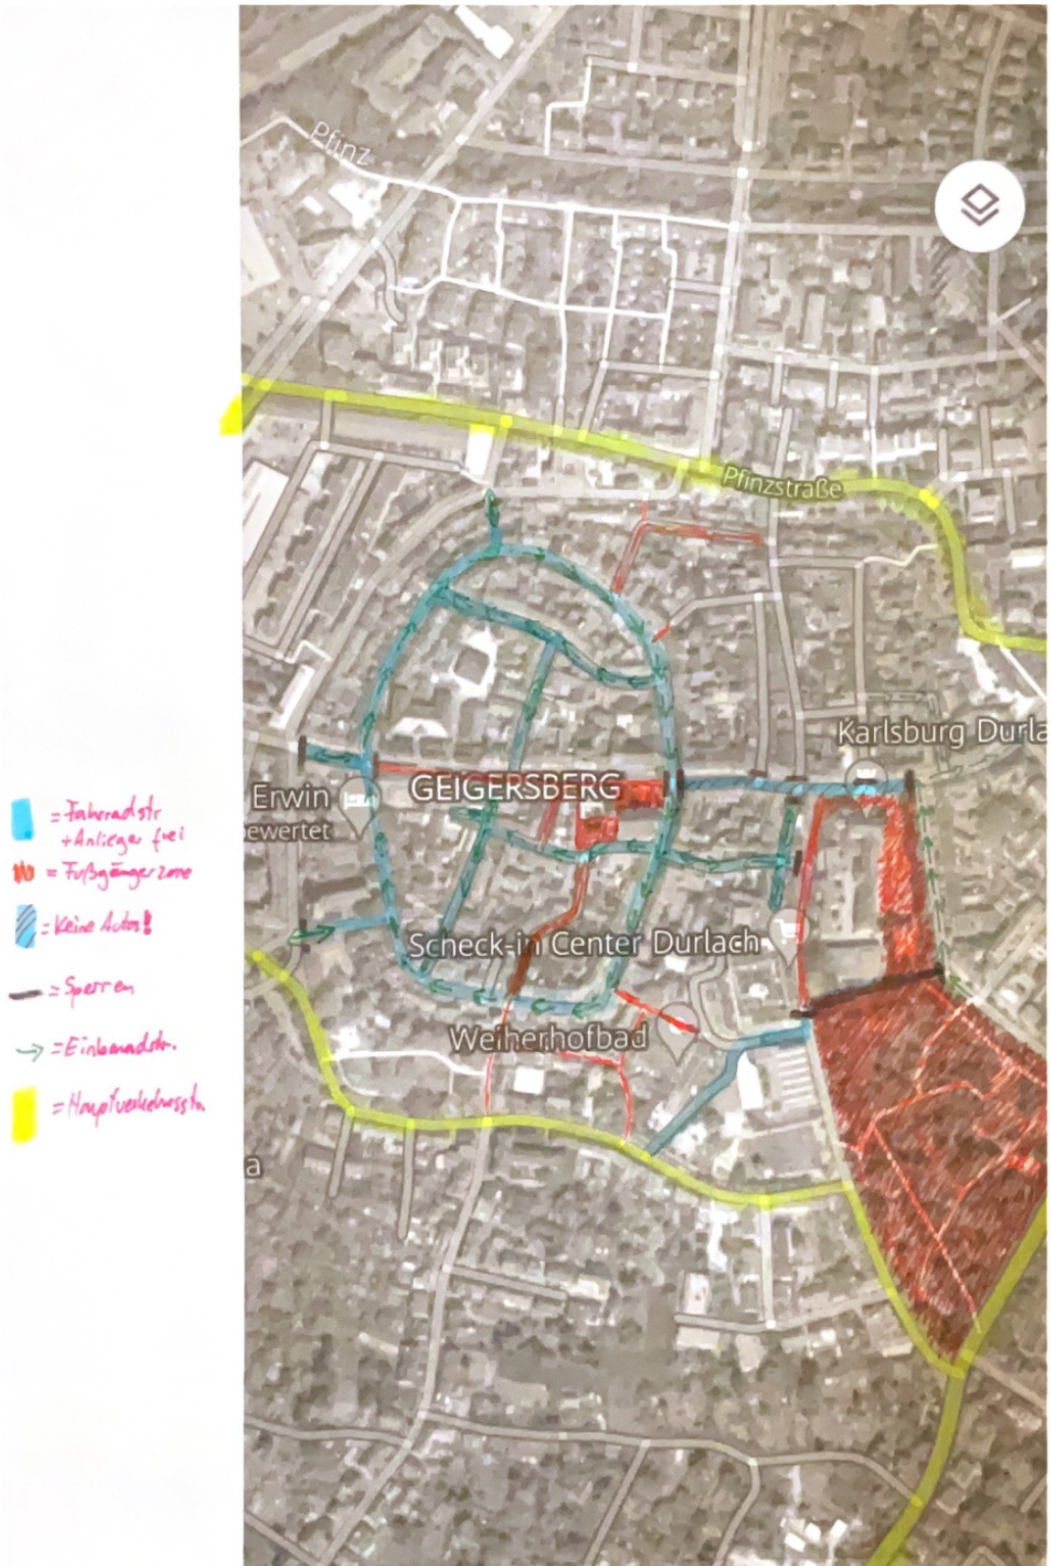 Pfinz
Pfinzstraße
Karlsburg Durla
GEIGERSBERG
Erwin
ewertet
= Fahrradstr
+Anlieger frei
= Fußgängerzone
= Keine Autos!
Scheck-in Center Durlach
= Sperren
Weiherhofbad
= Einbahnstr.
= Hauptverkehrsstr.
a